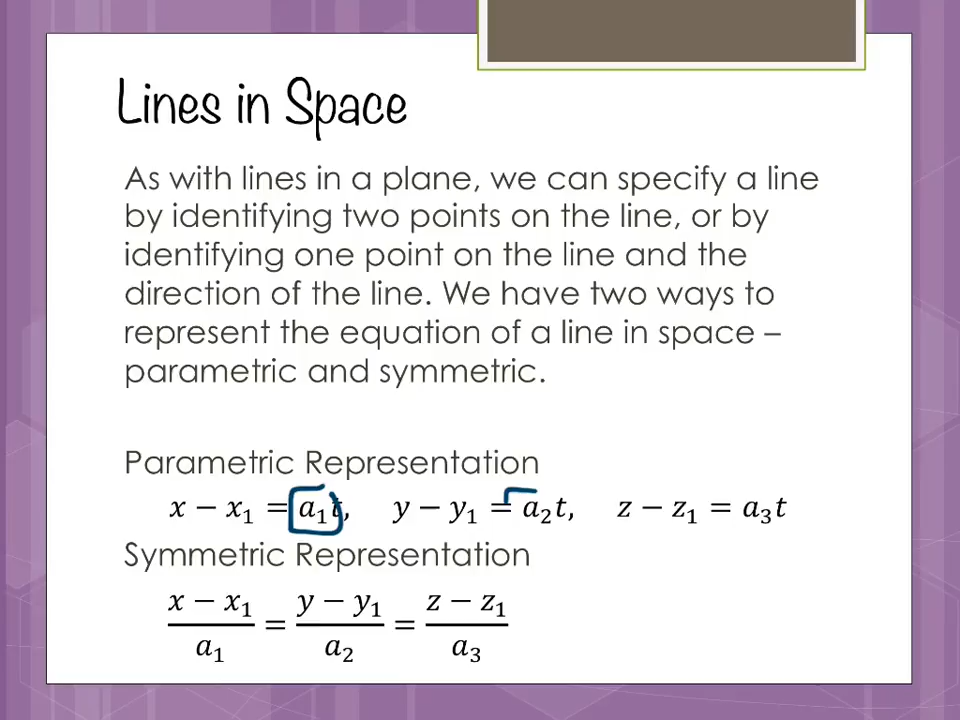 Lines in Space
As with lines in a plane, we can specify a line
by identifying two points on the line, or by
identifying one point on the line and the
direction of the line. We have two ways to
represent the equation of a line in space –
parametric and symmetric.
Parametric Representation
x − x₁ = a₁t, y − y₁ = a₂t, z − z₁ = a₃t
Symmetric Representation
x − x₁ / a₁ = y − y₁ / a₂ = z − z₁ / a₃